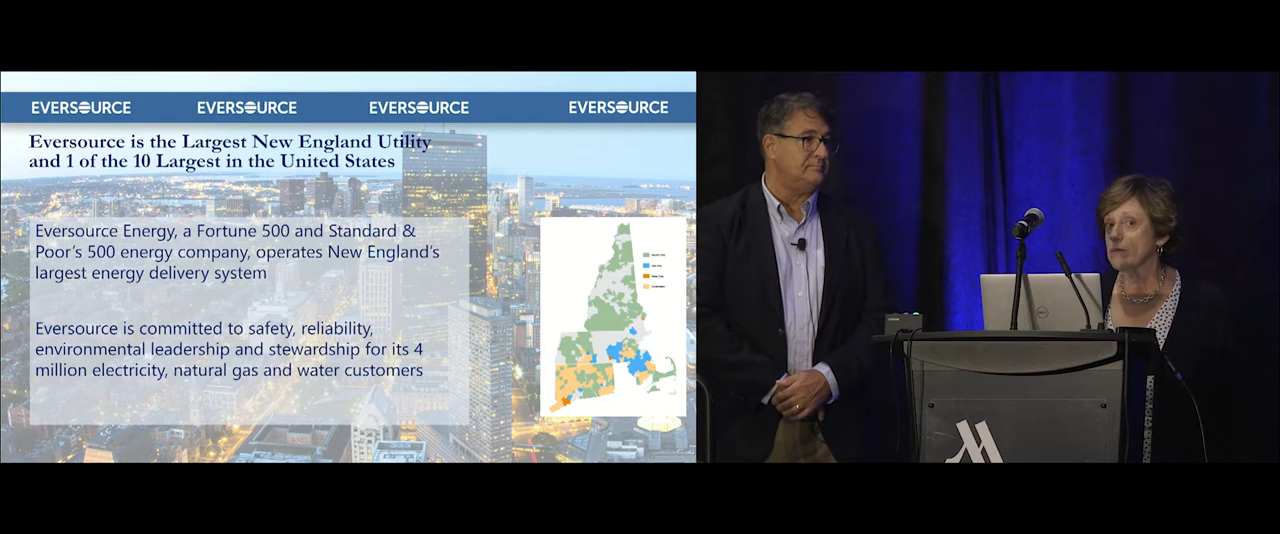 EVERSOURCE EVERSOURCE EVERSOURCE EVERSOURCE
Eversource is the Largest New England Utility
and 1 of the 10 Largest in the United States
Eversource Energy, a Fortune 500 and Standard &
Poor's 500 energy company, operates New England's
largest energy delivery system
Eversource is committed to safety, reliability,
environmental leadership and stewardship for its 4
million electricity, natural gas and water customers
DELL